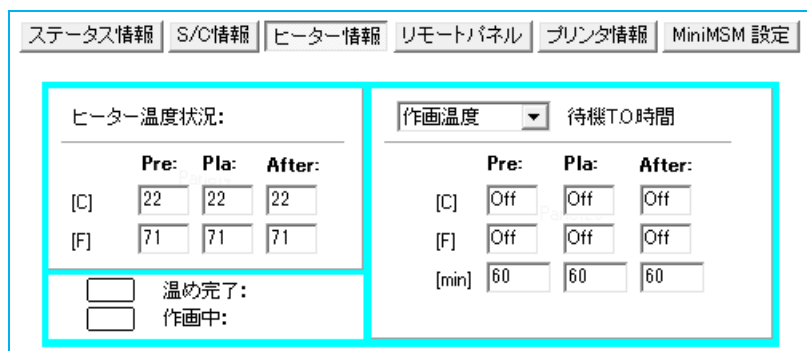 ステータス情報 S/C情報 ヒーター情報 リモートパネル プリンタ情報 MiniMSM 設定
ヒーター温度状況:
Pre: Pla: After:
[C] 22 22 22
[F] 71 71 71
温め完了:
作画中:
作画温度 待機T.O.時間
Pre: Pla: After:
[C] Off Off Off
[F] Off Off Off
[min] 60 60 60